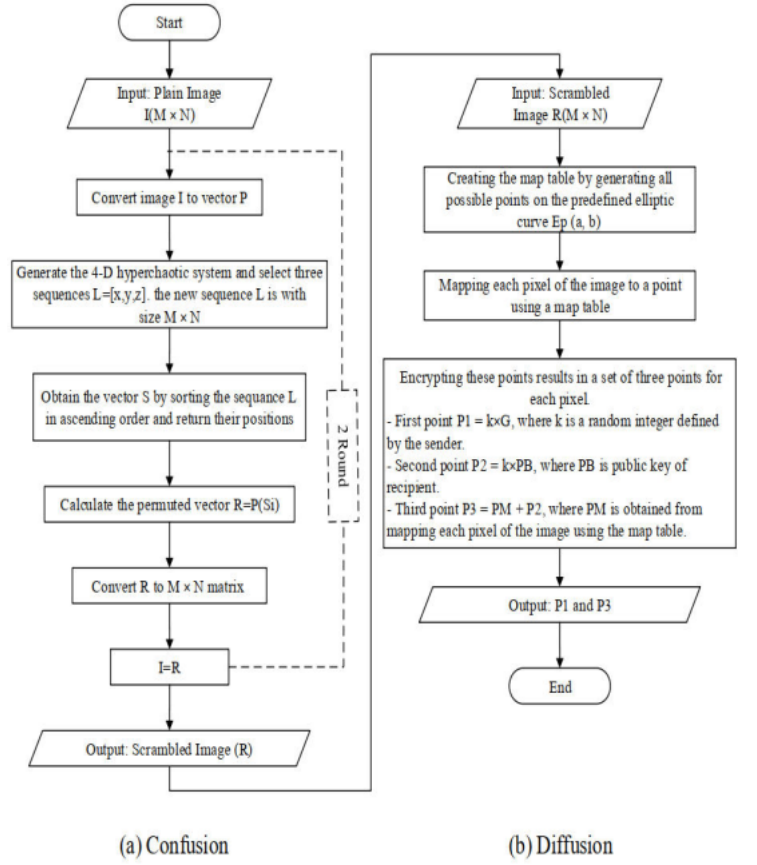 Start
Input: Plain Image
I(M × N)
Convert image I to vector P
Generate the 4-D hyperchaotic system and select three
sequences L=[x,y,z]. the new sequence L is with
size M × N
Obtain the vector S by sorting the sequance L
in ascending order and return their positions
Calculate the permuted vector R=P(Si)
Convert R to M × N matrix
I=R
2 Round
Output: Scrambled Image (R)
(a) Confusion
Input: Scrambled
Image R(M × N)
Creating the map table by generating all
possible points on the predefined elliptic
curve Ep (a, b)
Mapping each pixel of the image to a point
using a map table
Encrypting these points results in a set of three points for
each pixel.
- First point P1 = k×G, where k is a random integer defined
by the sender.
- Second point P2 = k×PB, where PB is public key of
recipient.
- Third point P3 = PM + P2, where PM is obtained from
mapping each pixel of the image using the map table.
Output: P1 and P3
End
(b) Diffusion